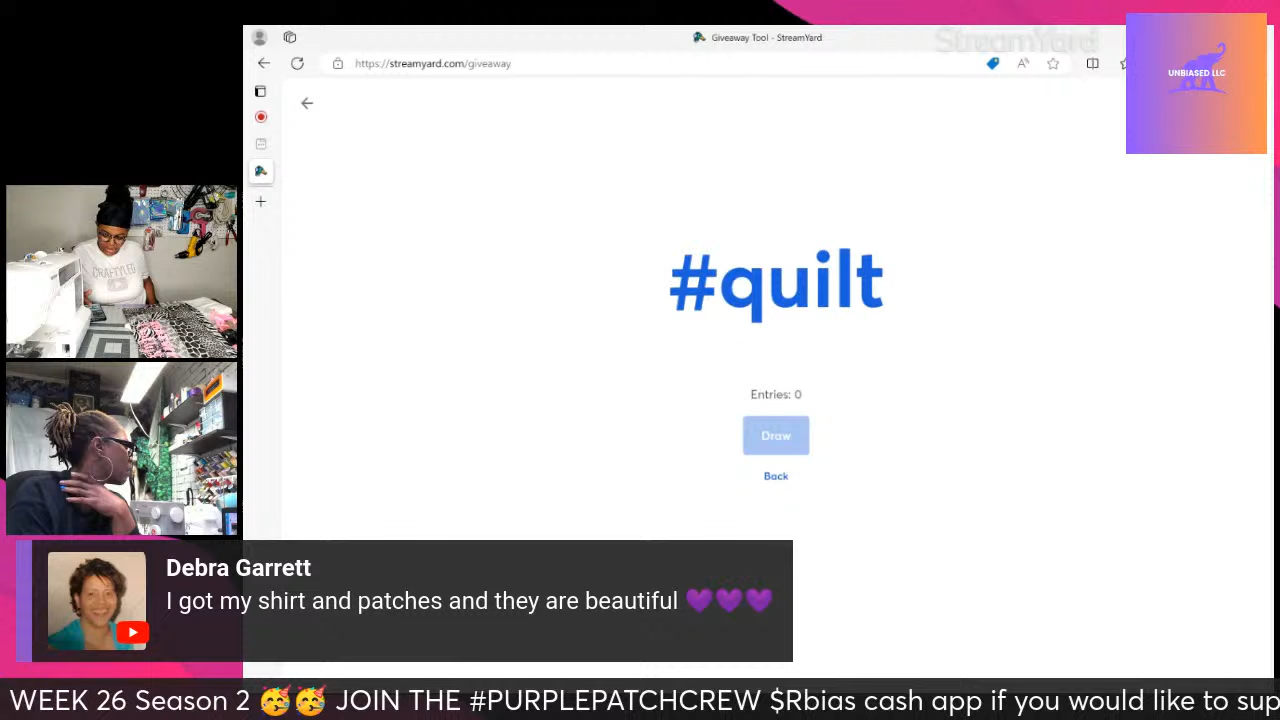 Giveaway Tool - StreamYard
StreamYard
https://streamyard.com/giveaway
UNBIASED LLC
#quilt
Entries: 0
Draw
Back
Debra Garrett
I got my shirt and patches and they are beautiful 💜💜💜
WEEK 26 Season 2 🥳🥳 JOIN THE #PURPLEPATCHCREW $Rbias cash app if you would like to sup